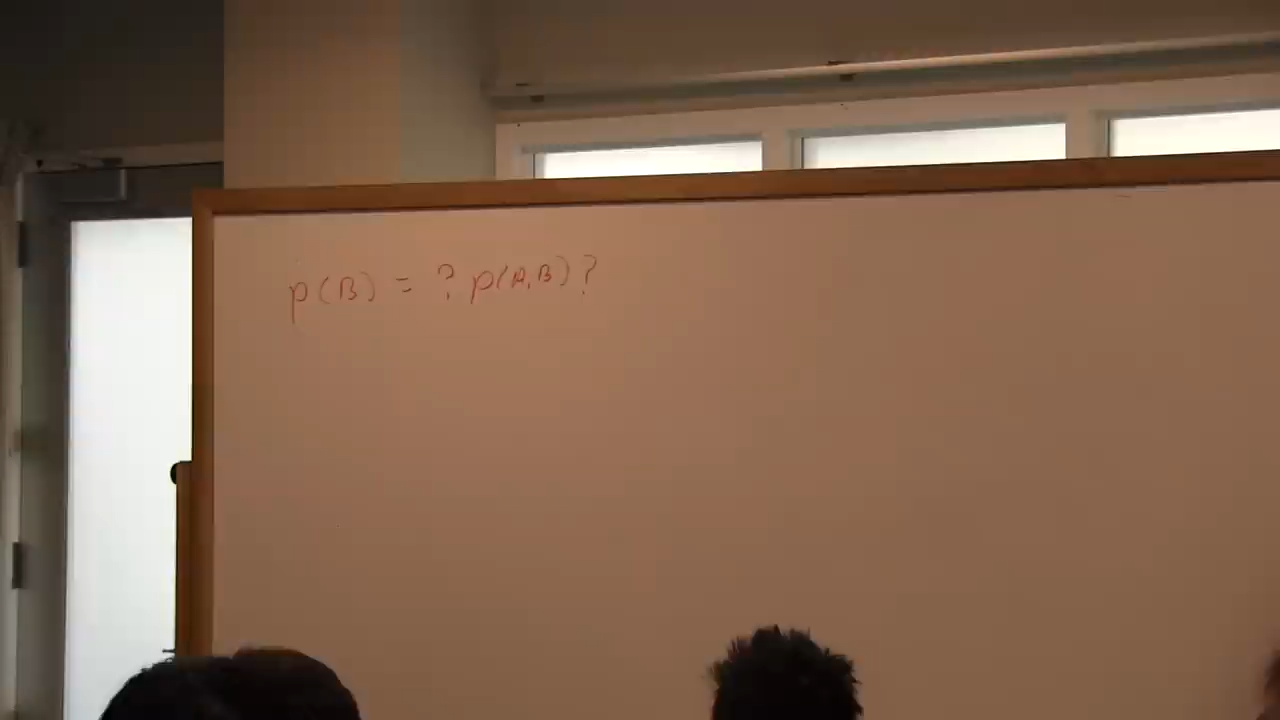 p(B) = ? p(A,B) ?